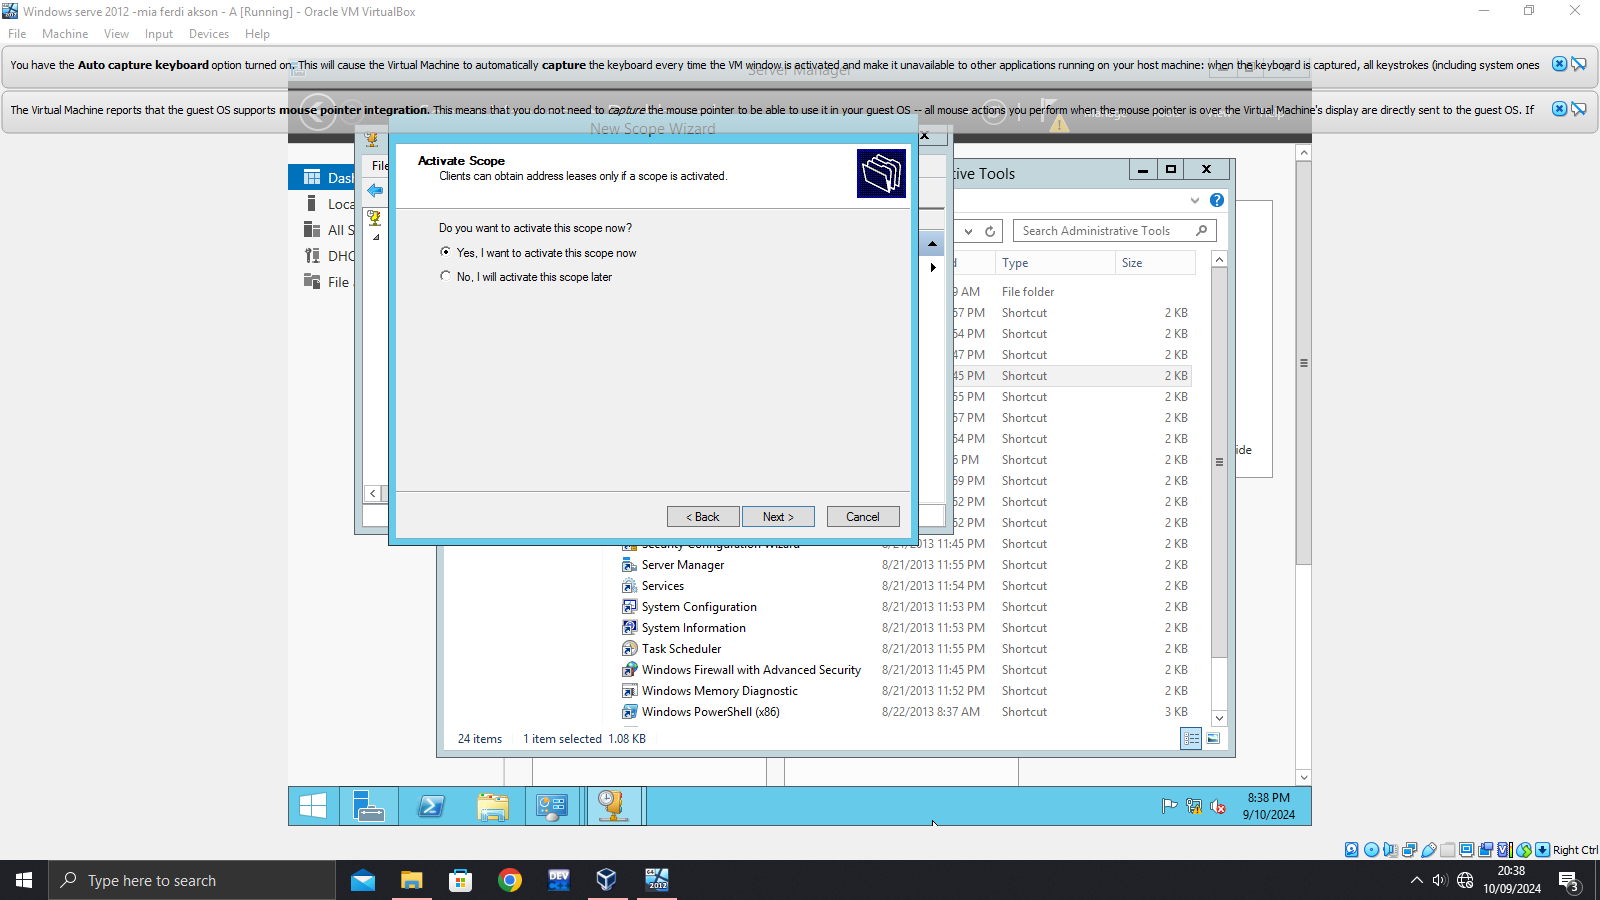 Windows serve 2012 -mia ferdi akson - A [Running] - Oracle VM VirtualBox
File Machine View Input Devices Help
You have the Auto capture keyboard option turned on. This will cause the Virtual Machine to automatically capture the keyboard every time the VM window is activated and make it unavailable to other applications running on your host machine: when the keyboard is captured, all keystrokes (including system ones
Server Manager
The Virtual Machine reports that the guest OS supports mouse pointer integration. This means that you do not need to capture the mouse pointer to be able to use it in your guest OS -- all mouse actions you perform when the mouse pointer is over the Virtual Machine's display are directly sent to the guest OS. If
New Scope Wizard
File
Activate Scope
Clients can obtain address leases only if a scope is activated.
Do you want to activate this scope now?
Yes, I want to activate this scope now
No, I will activate this scope later
< Back Next > Cancel
Dash
Loca
All S
DHC
File
ive Tools
Search Administrative Tools
d Type Size
9 AM File folder
57 PM Shortcut 2 KB
54 PM Shortcut 2 KB
47 PM Shortcut 2 KB
45 PM Shortcut 2 KB
55 PM Shortcut 2 KB
57 PM Shortcut 2 KB
54 PM Shortcut 2 KB
6 PM Shortcut 2 KB
59 PM Shortcut 2 KB
52 PM Shortcut 2 KB
52 PM Shortcut 2 KB
Security Configuration Wizard 8/21/2013 11:45 PM Shortcut 2 KB
Server Manager 8/21/2013 11:55 PM Shortcut 2 KB
Services 8/21/2013 11:54 PM Shortcut 2 KB
System Configuration 8/21/2013 11:53 PM Shortcut 2 KB
System Information 8/21/2013 11:53 PM Shortcut 2 KB
Task Scheduler 8/21/2013 11:55 PM Shortcut 2 KB
Windows Firewall with Advanced Security 8/21/2013 11:45 PM Shortcut 2 KB
Windows Memory Diagnostic 8/21/2013 11:52 PM Shortcut 2 KB
Windows PowerShell (x86) 8/22/2013 8:37 AM Shortcut 3 KB
24 items 1 item selected 1.08 KB
ide
8:38 PM
9/10/2024
Right Ctrl
Type here to search
DEV
2012
20:38
10/09/2024
3